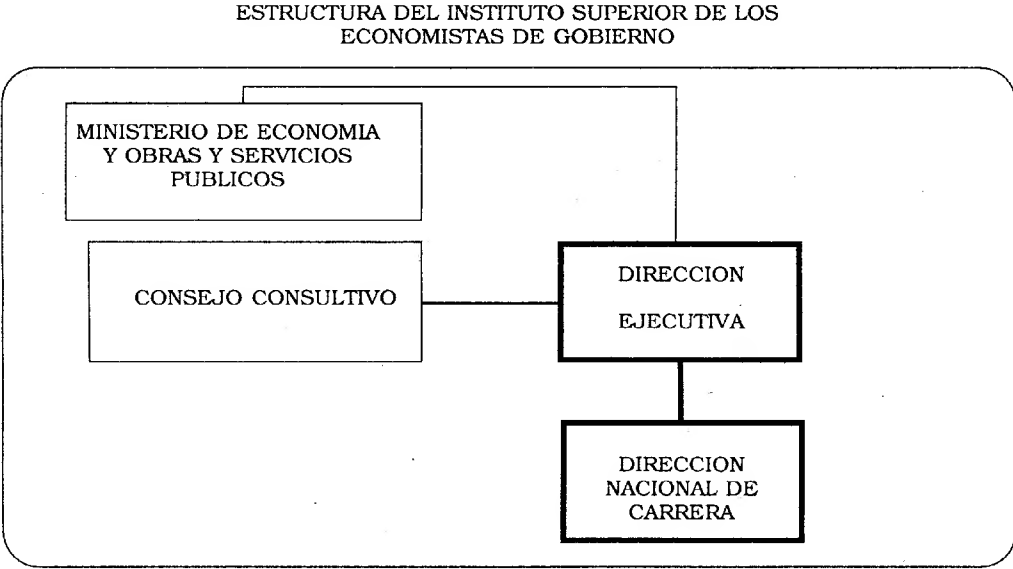 ESTRUCTURA DEL INSTITUTO SUPERIOR DE LOS
ECONOMISTAS DE GOBIERNO
MINISTERIO DE ECONOMIA
Y OBRAS Y SERVICIOS
PUBLICOS
CONSEJO CONSULTIVO
DIRECCION
EJECUTIVA
DIRECCION
NACIONAL DE
CARRERA